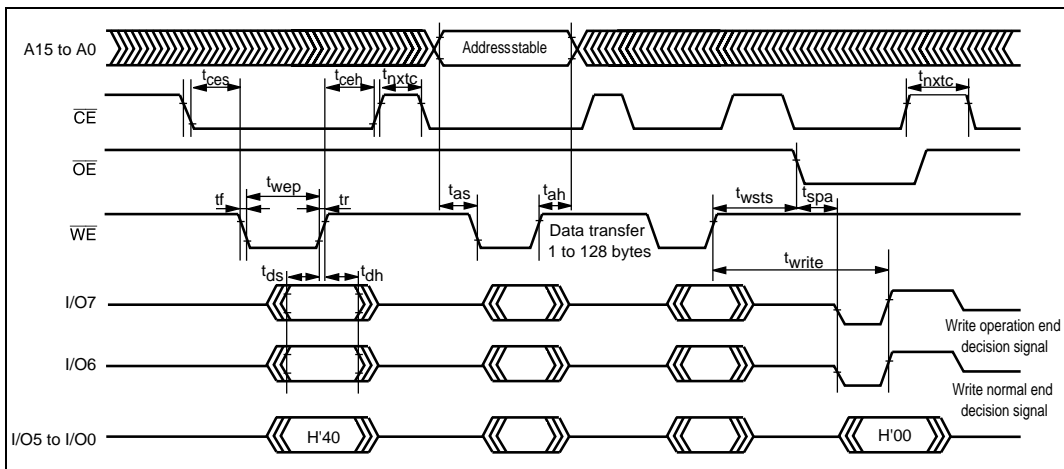 A15 to A0
Addressstable
tces
tceh
tnxtc
tnxtc
CE
OE
twep
tf
tr
tas
tah
twsts
tspa
WE
Data transfer
1 to 128 bytes
twrite
tds
tdh
I/O7
Write operation end
decision signal
I/O6
Write normal end
decision signal
I/O5 to I/O0
H'40
H'00